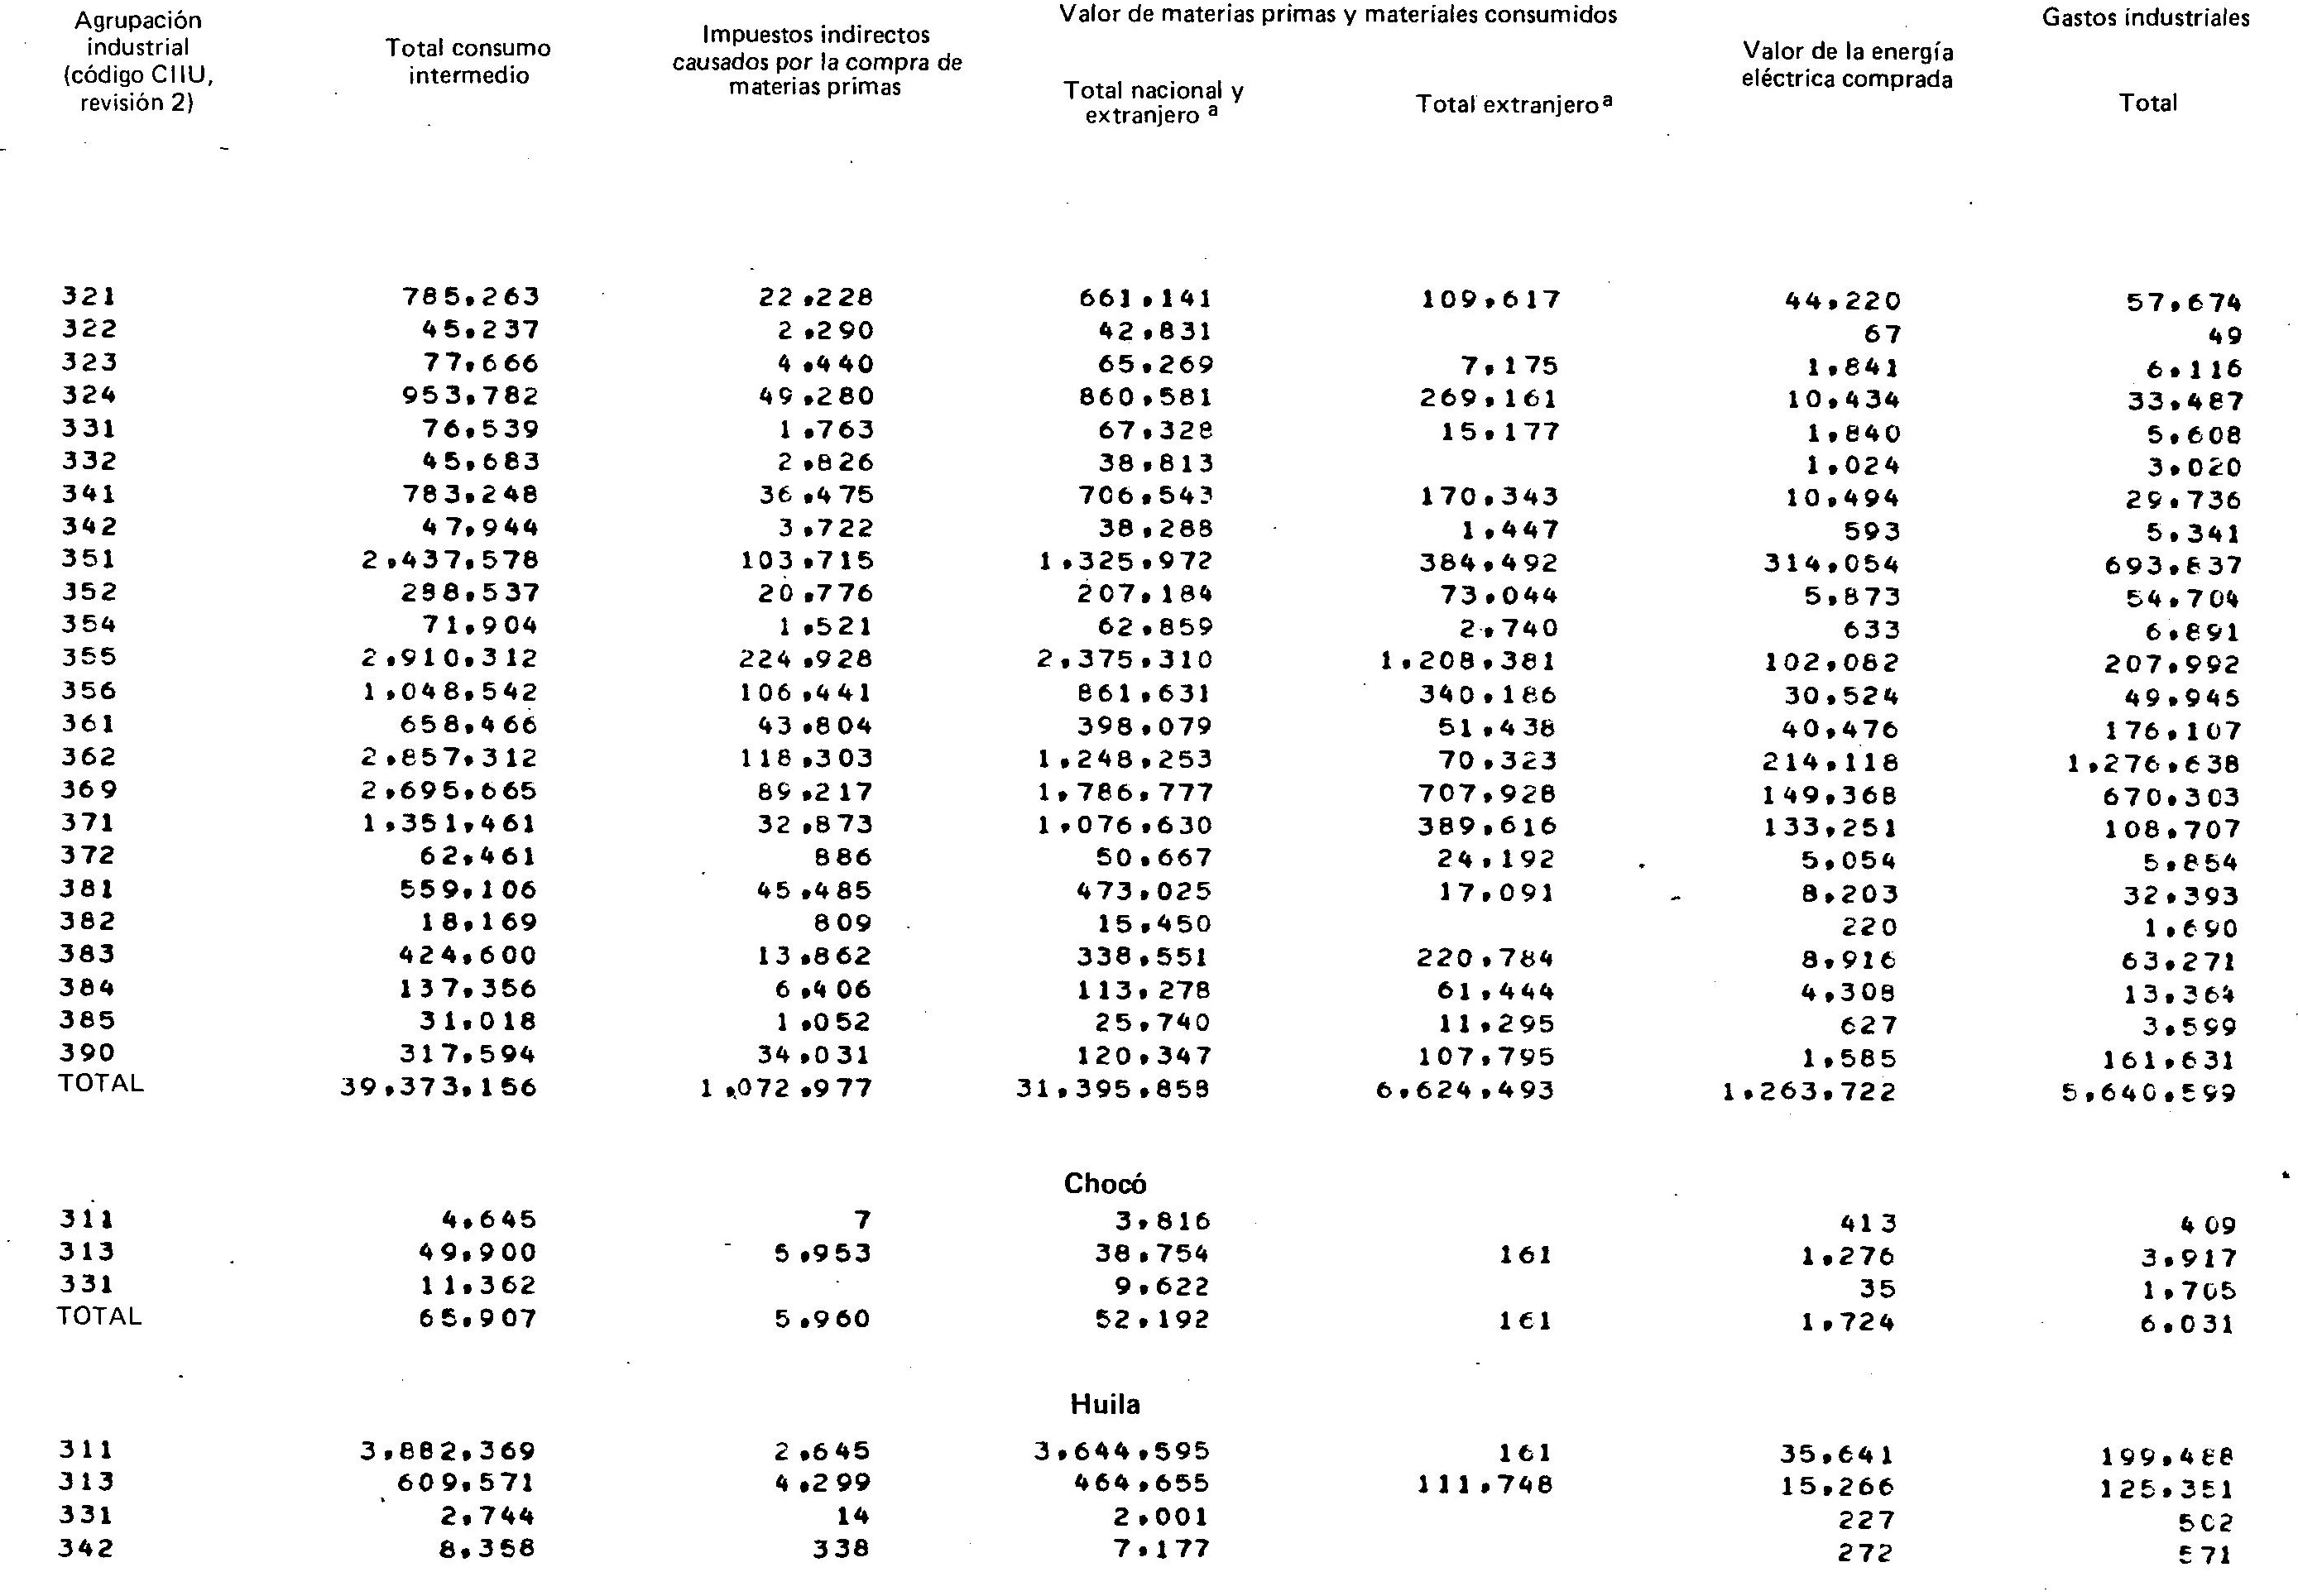 Agrupación industrial (código CIIU, revisión 2) Total consumo intermedio Impuestos indirectos causados por la compra de materias primas Valor de materias primas y materiales consumidos Total nacional y extranjero a Total extranjero a Valor de la energía eléctrica comprada Gastos industriales Total
321 785,263 22,228 661,141 109,617 44,220 57,674
322 45,237 2,290 42,831 67 49
323 77,666 4,440 65,269 7,175 1,841 6,116
324 953,782 49,280 860,581 269,161 10,434 33,487
331 76,539 1,763 67,328 15,177 1,840 5,608
332 45,683 2,826 38,813 1,024 3,020
341 783,248 36,475 706,543 170,343 10,494 29,736
342 47,944 3,722 38,288 1,447 593 5,341
351 2,437,578 103,715 1,325,972 384,492 314,054 693,837
352 288,537 20,776 207,184 73,044 5,873 54,704
354 71,904 1,521 62,859 2,740 633 6,891
355 2,910,312 224,928 2,375,310 1,208,381 102,082 207,992
356 1,048,542 106,441 861,631 340,186 30,524 49,945
361 658,466 43,804 398,079 51,438 40,476 176,107
362 2,857,312 118,303 1,248,253 70,323 214,118 1,276,638
369 2,695,665 89,217 1,786,777 707,928 149,368 670,303
371 1,351,461 32,873 1,076,630 389,616 133,251 108,707
372 62,461 886 50,667 24,192 5,054 5,854
381 559,106 45,485 473,025 17,091 8,203 32,393
382 18,169 809 15,450 220 1,690
383 424,600 13,862 338,551 220,784 8,916 63,271
384 137,356 6,406 113,278 61,444 4,308 13,364
385 31,018 1,052 25,740 11,295 627 3,599
390 317,594 34,031 120,347 107,795 1,585 161,631
TOTAL 39,373,156 1,072,977 31,395,858 6,624,493 1,263,722 5,640,599
Chocó
311 4,645 7 3,816 413 409
313 49,900 5,953 38,754 161 1,276 3,917
331 11,362 9,622 35 1,705
TOTAL 65,907 5,960 52,192 161 1,724 6,031
Huila
311 3,882,369 2,645 3,644,595 161 35,641 199,488
313 609,571 4,299 464,655 111,748 15,266 125,351
331 2,744 14 2,001 227 502
342 8,358 338 7,177 272 571